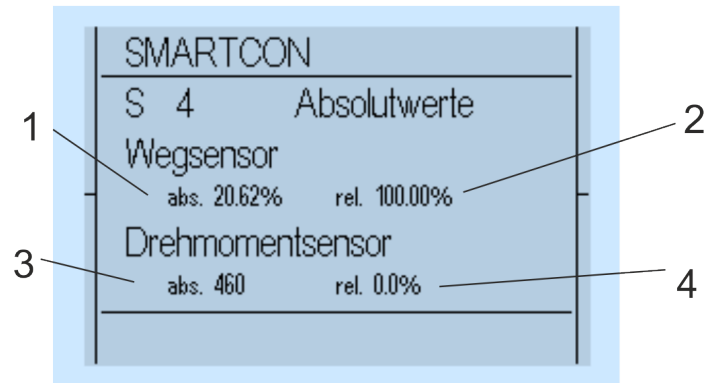 SMARTCON
S 4 Absolutwerte
1 2
Wegsensor
abs. 20.62% rel. 100.00%
Drehmomentsensor
3 4
abs. 460 rel. 0.0%